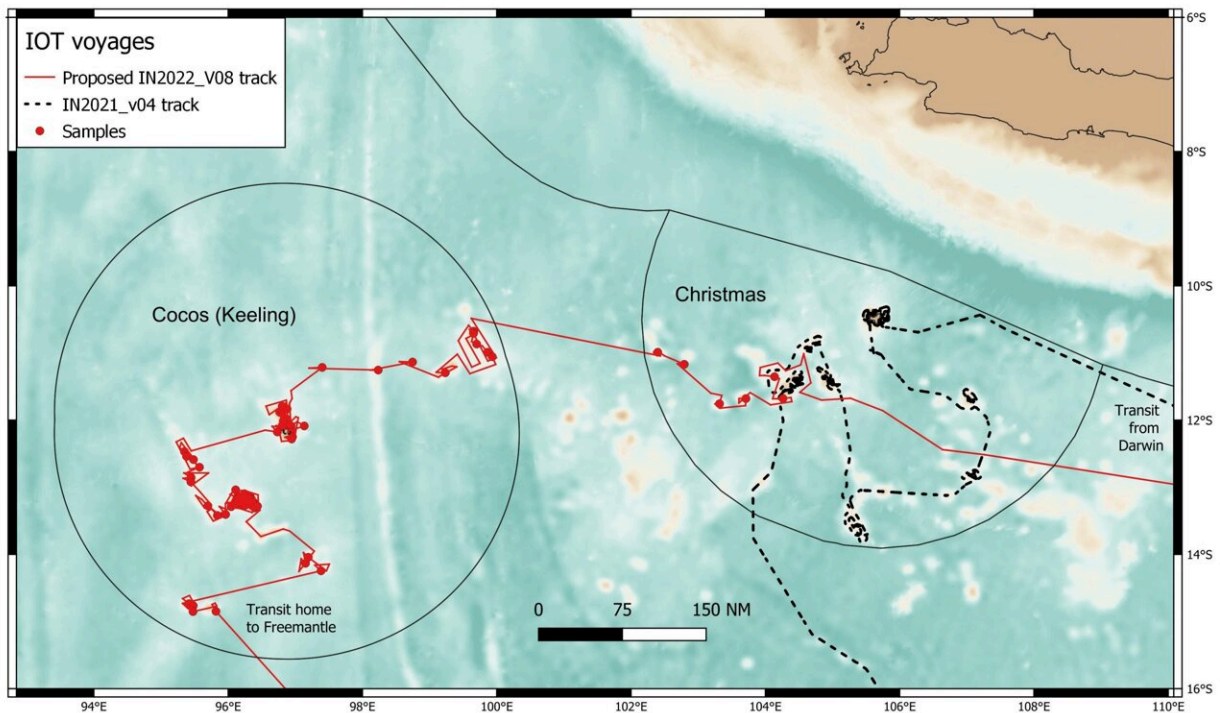 IOT voyages
Proposed IN2022_V08 track
IN2021_v04 track
Samples
6°S
8°S
10°S
12°S
14°S
16°S
Christmas
Cocos (Keeling)
Transit
from
Darwin
Transit home
to Freemantle
0 75 150 NM
94°E 96°E 98°E 100°E 102°E 104°E 106°E 108°E 110°E